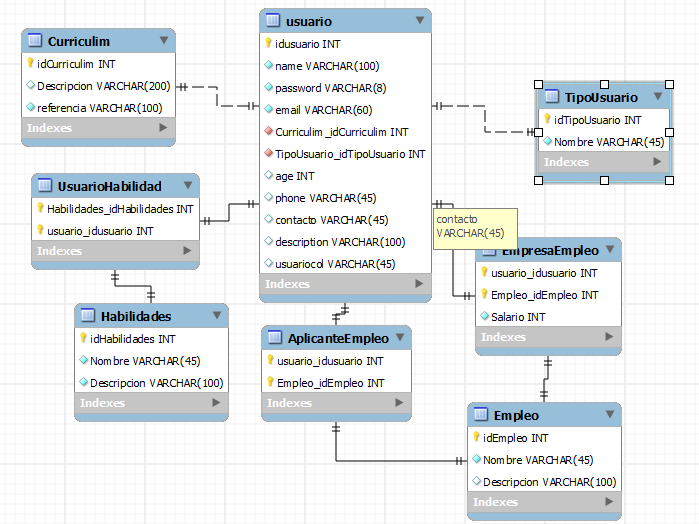 Curriculim
idCurriculim INT
Descripcion VARCHAR(200)
referencia VARCHAR(100)
Indexes
usuario
idusuario INT
name VARCHAR(100)
password VARCHAR(8)
email VARCHAR(60)
Curriculim _idCurriculim INT
TipoUsuario_idTipoUsuario INT
age INT
phone VARCHAR(45)
contacto VARCHAR(45)
description VARCHAR(100)
usuariocol VARCHAR(45)
Indexes
TipoUsuario
idTipoUsuario INT
Nombre VARCHAR(45)
Indexes
UsuarioHabilidad
Habilidades_idHabilidades INT
usuario_idusuario INT
Indexes
contacto
VARCHAR(45)
EmpresaEmpleo
usuario_idusuario INT
Empleo_idEmpleo INT
Salario INT
Indexes
Habilidades
idHabilidades INT
Nombre VARCHAR(45)
Descripcion VARCHAR(100)
Indexes
AplicanteEmpleo
usuario_idusuario INT
Empleo_idEmpleo INT
Indexes
Empleo
idEmpleo INT
Nombre VARCHAR(45)
Descripcion VARCHAR(100)
Indexes